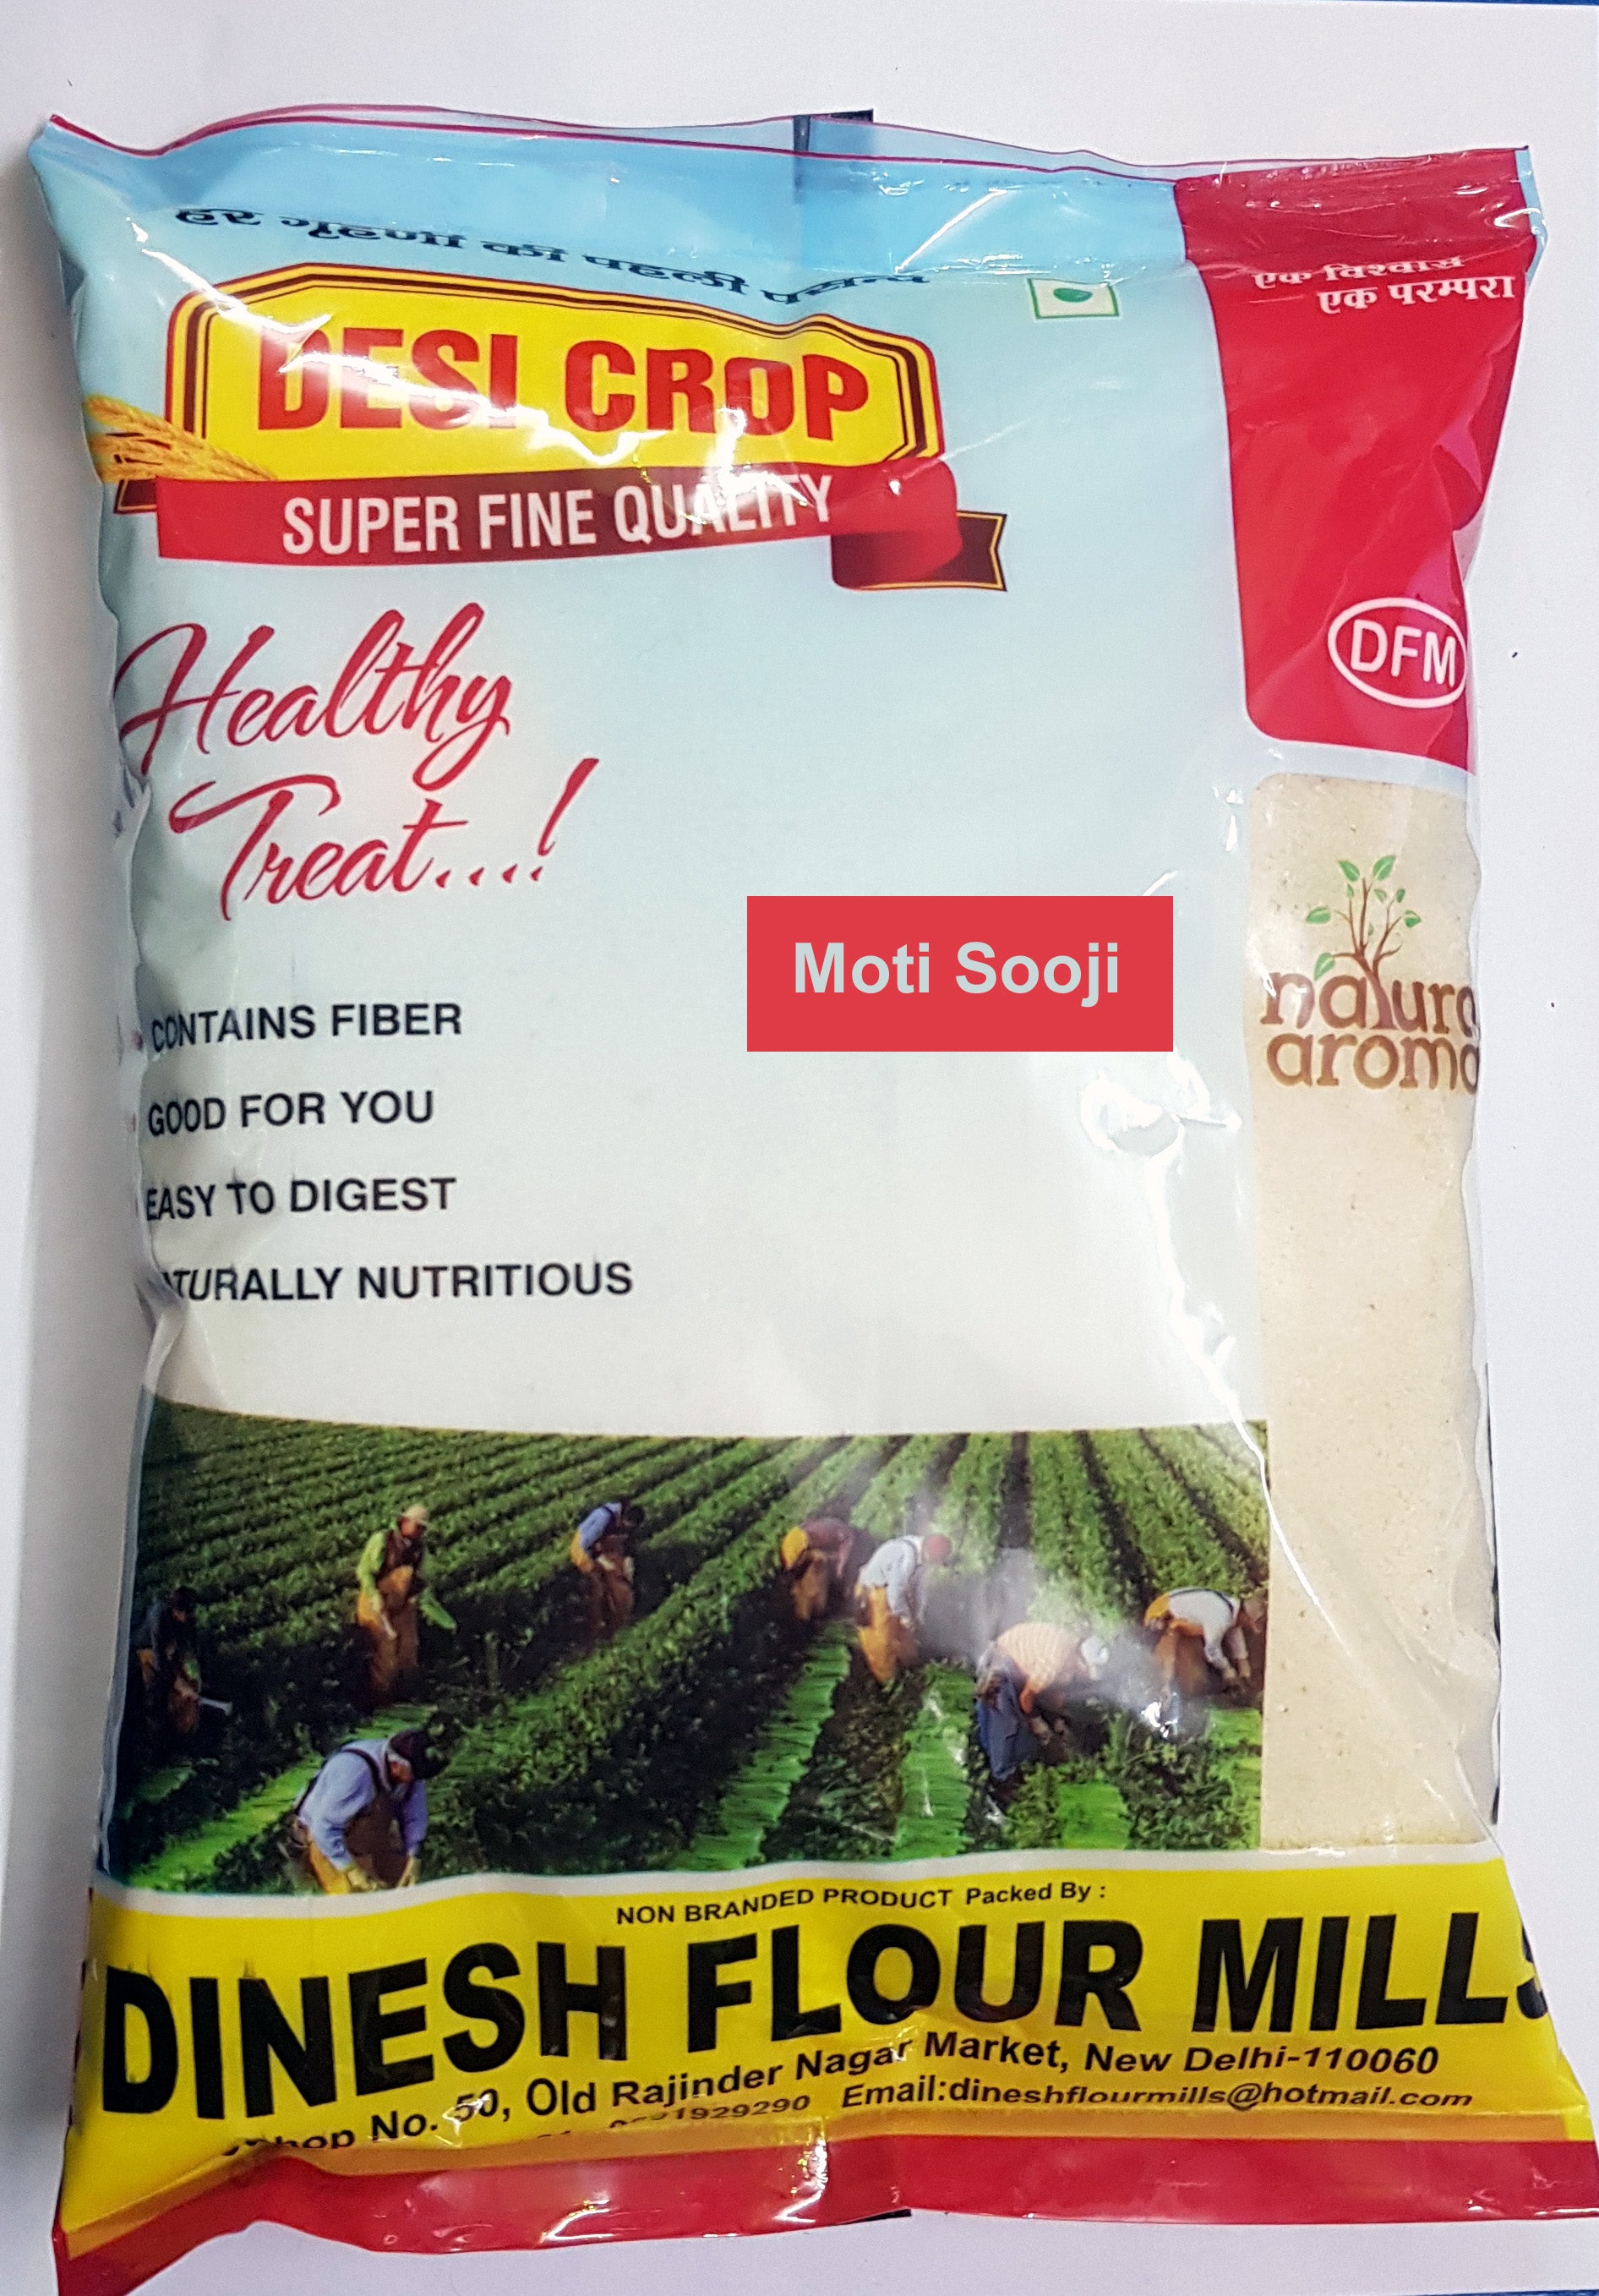 हर गृहणी की पहली पसन्द
एक विश्वास
एक परम्परा
DESI CROP
SUPER FINE QUALITY
DFM
Healthy
Treat....!
Moti Sooji
natura
aroma
CONTAINS FIBER
GOOD FOR YOU
EASY TO DIGEST
NATURALLY NUTRITIOUS
NON BRANDED PRODUCT Packed By :
DINESH FLOUR MILLS
Shop No. 50, Old Rajinder Nagar Market, New Delhi-110060
Email:dineshflourmills@hotmail.com